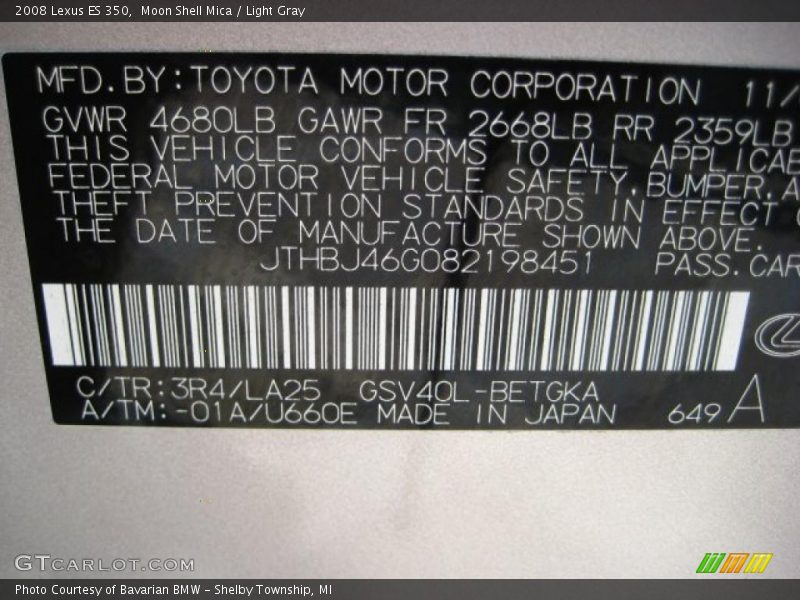 2008 Lexus ES 350,  Moon Shell Mica / Light Gray
MFD. BY: TOYOTA MOTOR CORPORATION 11/
GVWR 4680LB GAWR FR 2668LB RR 2359LB
THIS VEHICLE CONFORMS TO ALL
FEDERAL MOTOR VEHICLE SAFETY, BUMPER,
THEFT PREVENTION STANDARDS IN EFFECT
THE DATE OF MANUFACTURE SHOWN ABOVE.
JTHBJ46G082198451 PASS. CAR
C/TR: 3R4/LA25 GSV40L-BETGKA
A/TM: -01A/U660E MADE IN JAPAN 649 A
GTCARLOT.COM
Photo Courtesy of Bavarian BMW – Shelby Township, MI